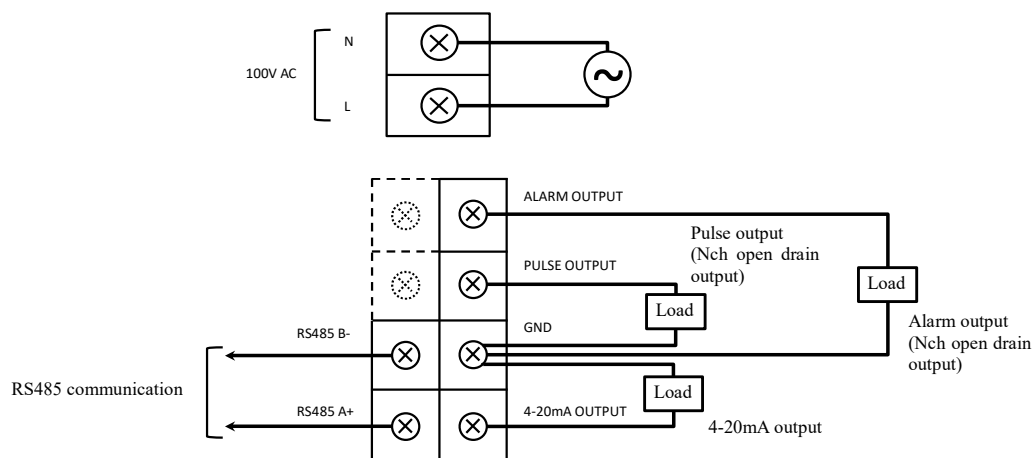 N
100V AC
L
ALARM OUTPUT
Pulse output
(Nch open drain
output)
PULSE OUTPUT
Load
Load
RS485 B-
GND
Alarm output
(Nch open drain
output)
RS485 communication
Load
RS485 A+
4-20mA OUTPUT
4-20mA output